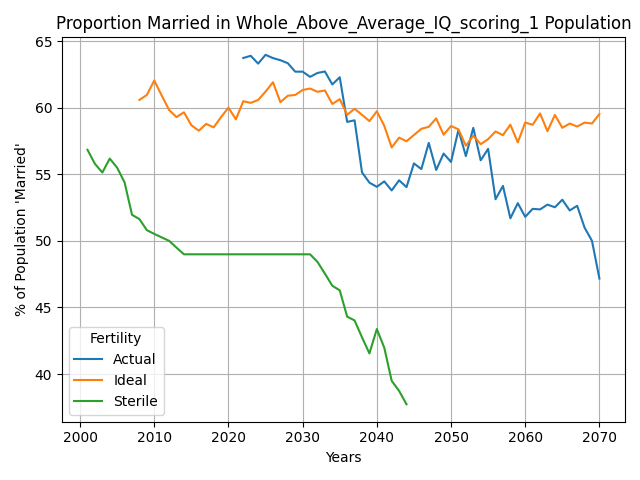 Proportion Married in Whole_Above_Average_IQ_scoring_1 Population
% of Population 'Married'
65
60
55
50
45
40
Fertility
Actual
Ideal
Sterile
2000 2010 2020 2030 2040 2050 2060 2070
Years